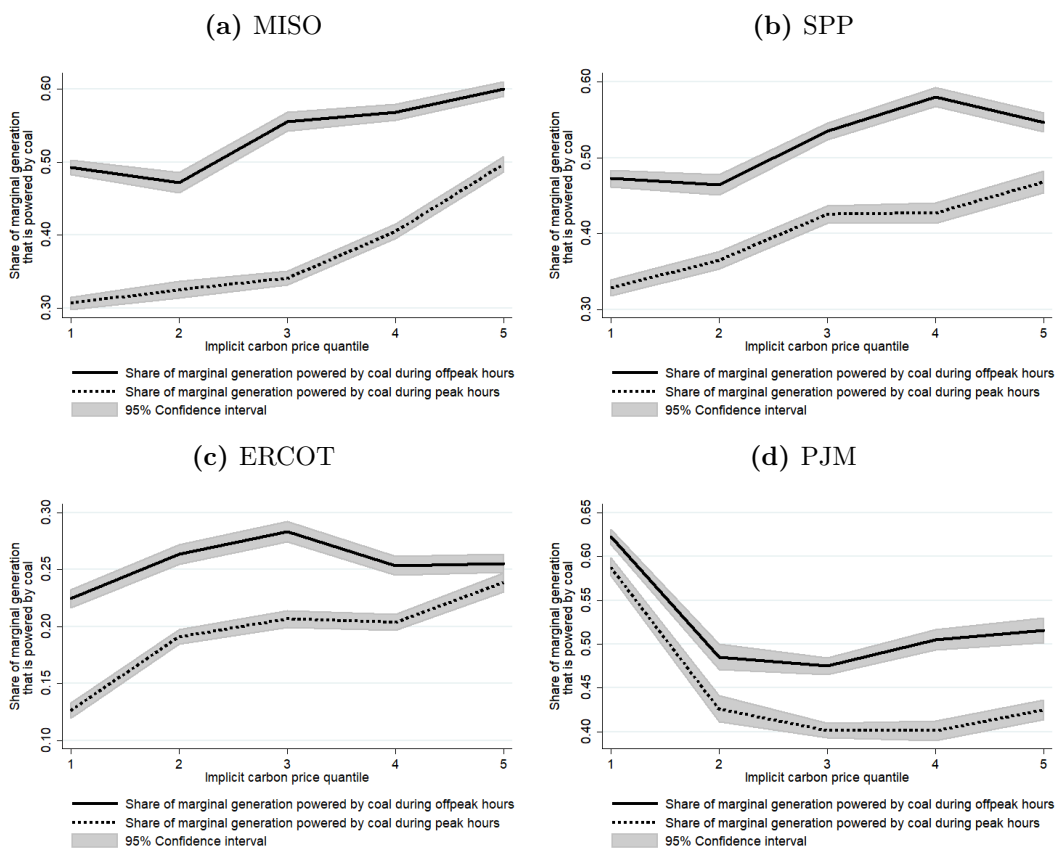 (a) MISO
Share of marginal generation
that is powered by coal
0.60
0.50
0.40
0.30
1 2 3 4 5
Implicit carbon price quantile
Share of marginal generation powered by coal during offpeak hours
Share of marginal generation powered by coal during peak hours
95% Confidence interval
(b) SPP
Share of marginal generation
that is powered by coal
0.60
0.50
0.40
0.30
1 2 3 4 5
Implicit carbon price quantile
Share of marginal generation powered by coal during offpeak hours
Share of marginal generation powered by coal during peak hours
95% Confidence interval
(c) ERCOT
Share of marginal generation
that is powered by coal
0.30
0.25
0.20
0.15
0.10
1 2 3 4 5
Implicit carbon price quantile
Share of marginal generation powered by coal during offpeak hours
Share of marginal generation powered by coal during peak hours
95% Confidence interval
(d) PJM
Share of marginal generation
that is powered by coal
0.65
0.60
0.55
0.50
0.45
0.40
1 2 3 4 5
Implicit carbon price quantile
Share of marginal generation powered by coal during offpeak hours
Share of marginal generation powered by coal during peak hours
95% Confidence interval